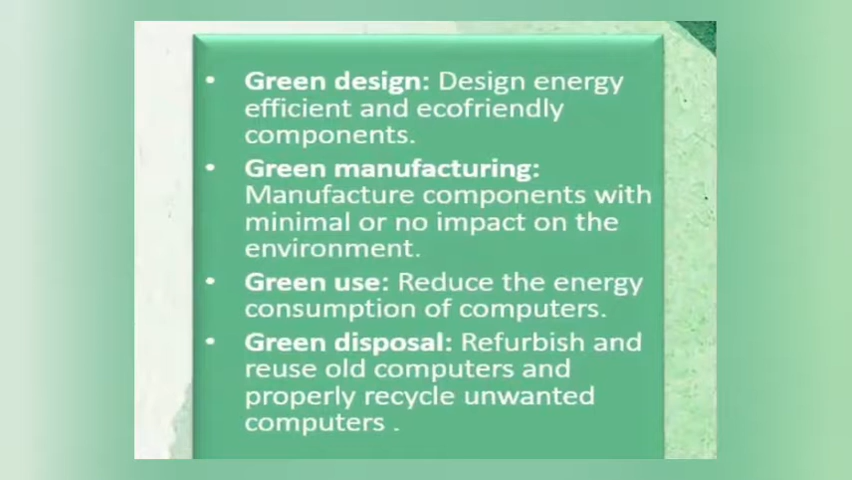 • Green design: Design energy
efficient and ecofriendly
components.
• Green manufacturing:
Manufacture components with
minimal or no impact on the
environment.
• Green use: Reduce the energy
consumption of computers.
• Green disposal: Refurbish and
reuse old computers and
properly recycle unwanted
computers .